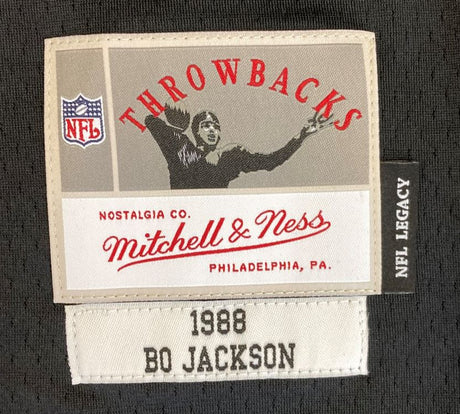 THROWBACKS
NFL
NOSTALGIA CO.
Mitchell & Ness
PHILADELPHIA, PA.
NFL LEGACY
1988
BO JACKSON